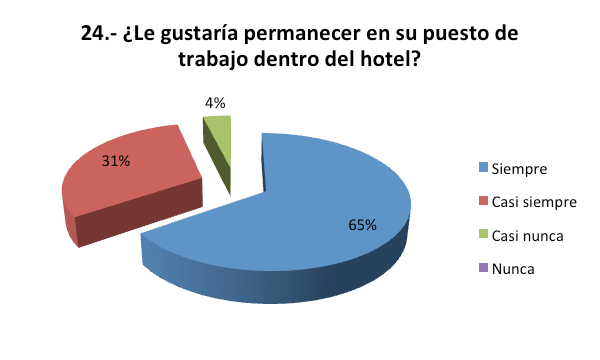 24.- ¿Le gustaría permanecer en su puesto de
trabajo dentro del hotel?
4%
31%
65%
Siempre
Casi siempre
Casi nunca
Nunca